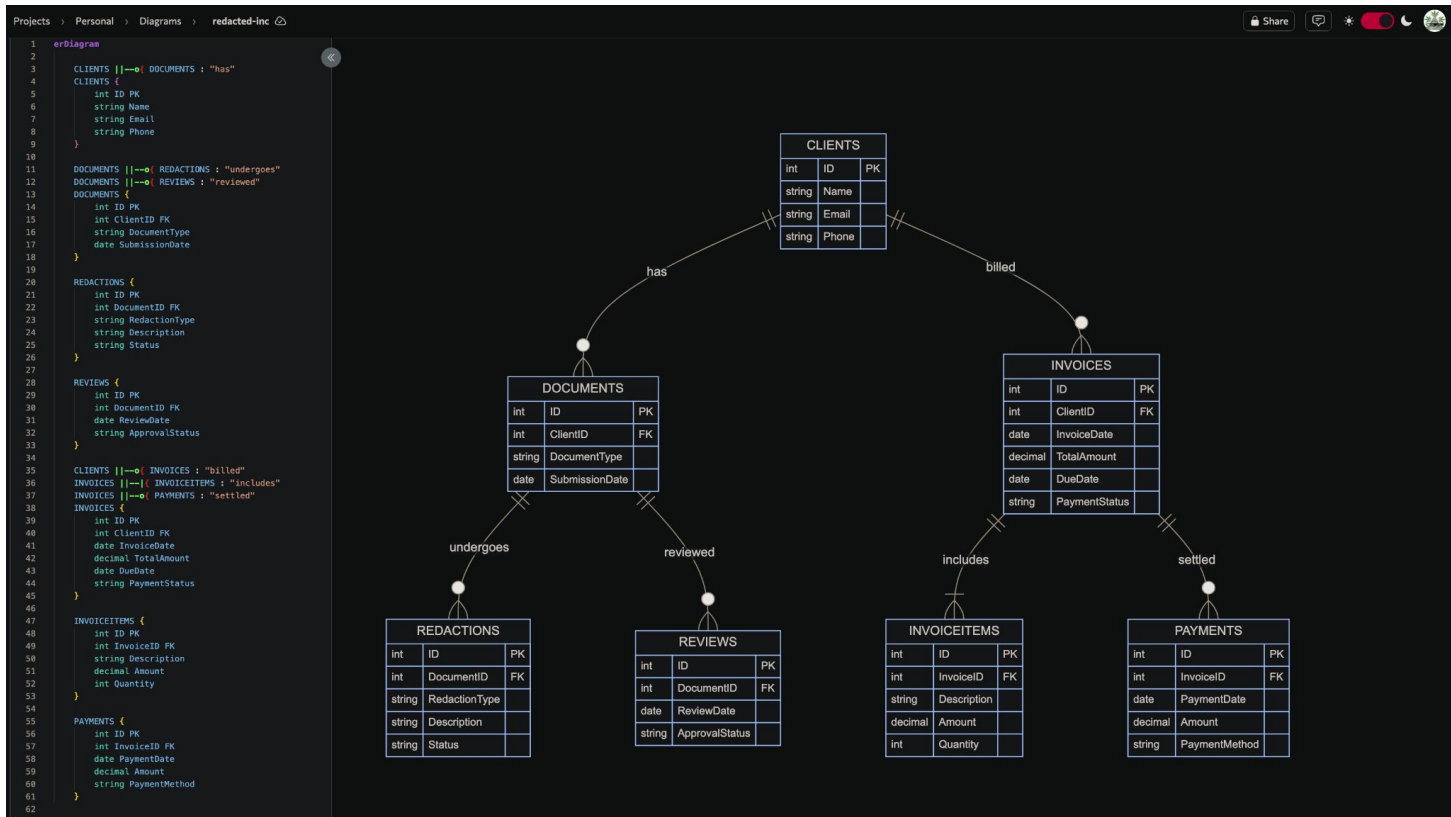 Projects > Personal > Diagrams > redacted-inc
Share
1 erDiagram
2
3 CLIENTS ||--o{ DOCUMENTS : "has"
4 CLIENTS {
5 int ID PK
6 string Name
7 string Email
8 string Phone
9 }
10
11 DOCUMENTS ||--o{ REDACTIONS : "undergoes"
12 DOCUMENTS ||--o{ REVIEWS : "reviewed"
13 DOCUMENTS {
14 int ID PK
15 int ClientID FK
16 string DocumentType
17 date SubmissionDate
18 }
19
20 REDACTIONS {
21 int ID PK
22 int DocumentID FK
23 string RedactionType
24 string Description
25 string Status
26 }
27
28 REVIEWS {
29 int ID PK
30 int DocumentID FK
31 date ReviewDate
32 string ApprovalStatus
33 }
34
35 CLIENTS ||--o{ INVOICES : "billed"
36 INVOICES ||--|{ INVOICEITEMS : "includes"
37 INVOICES ||--o{ PAYMENTS : "settled"
38 INVOICES {
39 int ID PK
40 int ClientID FK
41 date InvoiceDate
42 decimal TotalAmount
43 date DueDate
44 string PaymentStatus
45 }
46
47 INVOICEITEMS {
48 int ID PK
49 int InvoiceID FK
50 string Description
51 decimal Amount
52 int Quantity
53 }
54
55 PAYMENTS {
56 int ID PK
57 int InvoiceID FK
58 date PaymentDate
59 decimal Amount
60 string PaymentMethod
61 }
62
CLIENTS
int ID PK
string Name
string Email
string Phone
has
billed
DOCUMENTS
int ID PK
int ClientID FK
string DocumentType
date SubmissionDate
INVOICES
int ID PK
int ClientID FK
date InvoiceDate
decimal TotalAmount
date DueDate
string PaymentStatus
undergoes
reviewed
includes
settled
REDACTIONS
int ID PK
int DocumentID FK
string RedactionType
string Description
string Status
REVIEWS
int ID PK
int DocumentID FK
date ReviewDate
string ApprovalStatus
INVOICEITEMS
int ID PK
int InvoiceID FK
string Description
decimal Amount
int Quantity
PAYMENTS
int ID PK
int InvoiceID FK
date PaymentDate
decimal Amount
string PaymentMethod